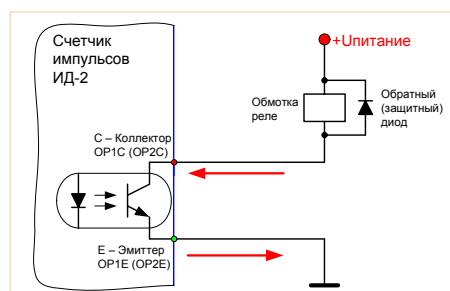 Счетчик
импульсов
ИД-2
+Uпитание
Обмотка
реле
Обратный
(защитный)
диод
С – Коллектор
OP1C (OP2C)
Е – Эмиттер
OP1E (OP2E)